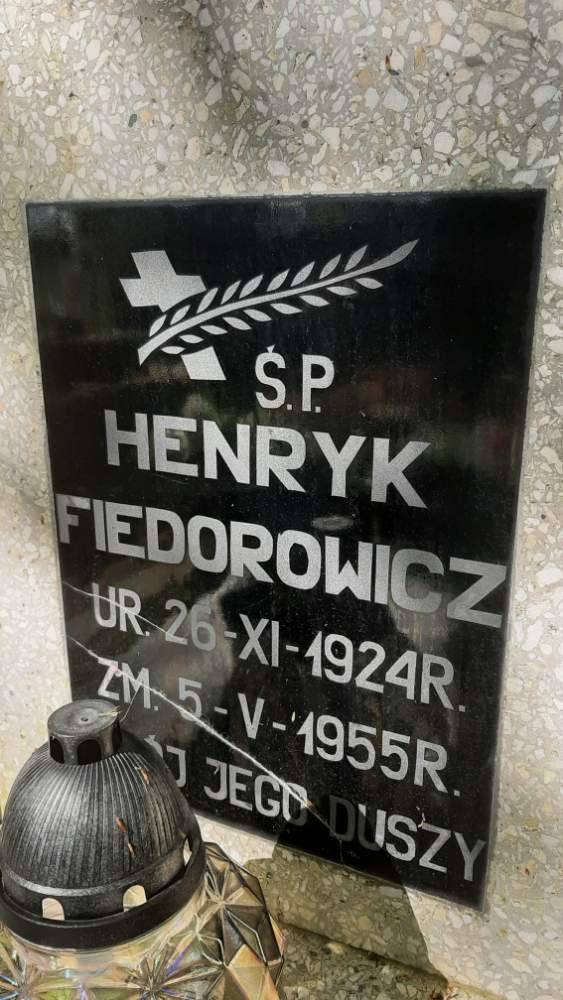 Ś.P.
HENRYK
FIEDOROWICZ
UR. 26-XI-1924R.
ZM. 5-V-1955R.
JEGO DUSZY